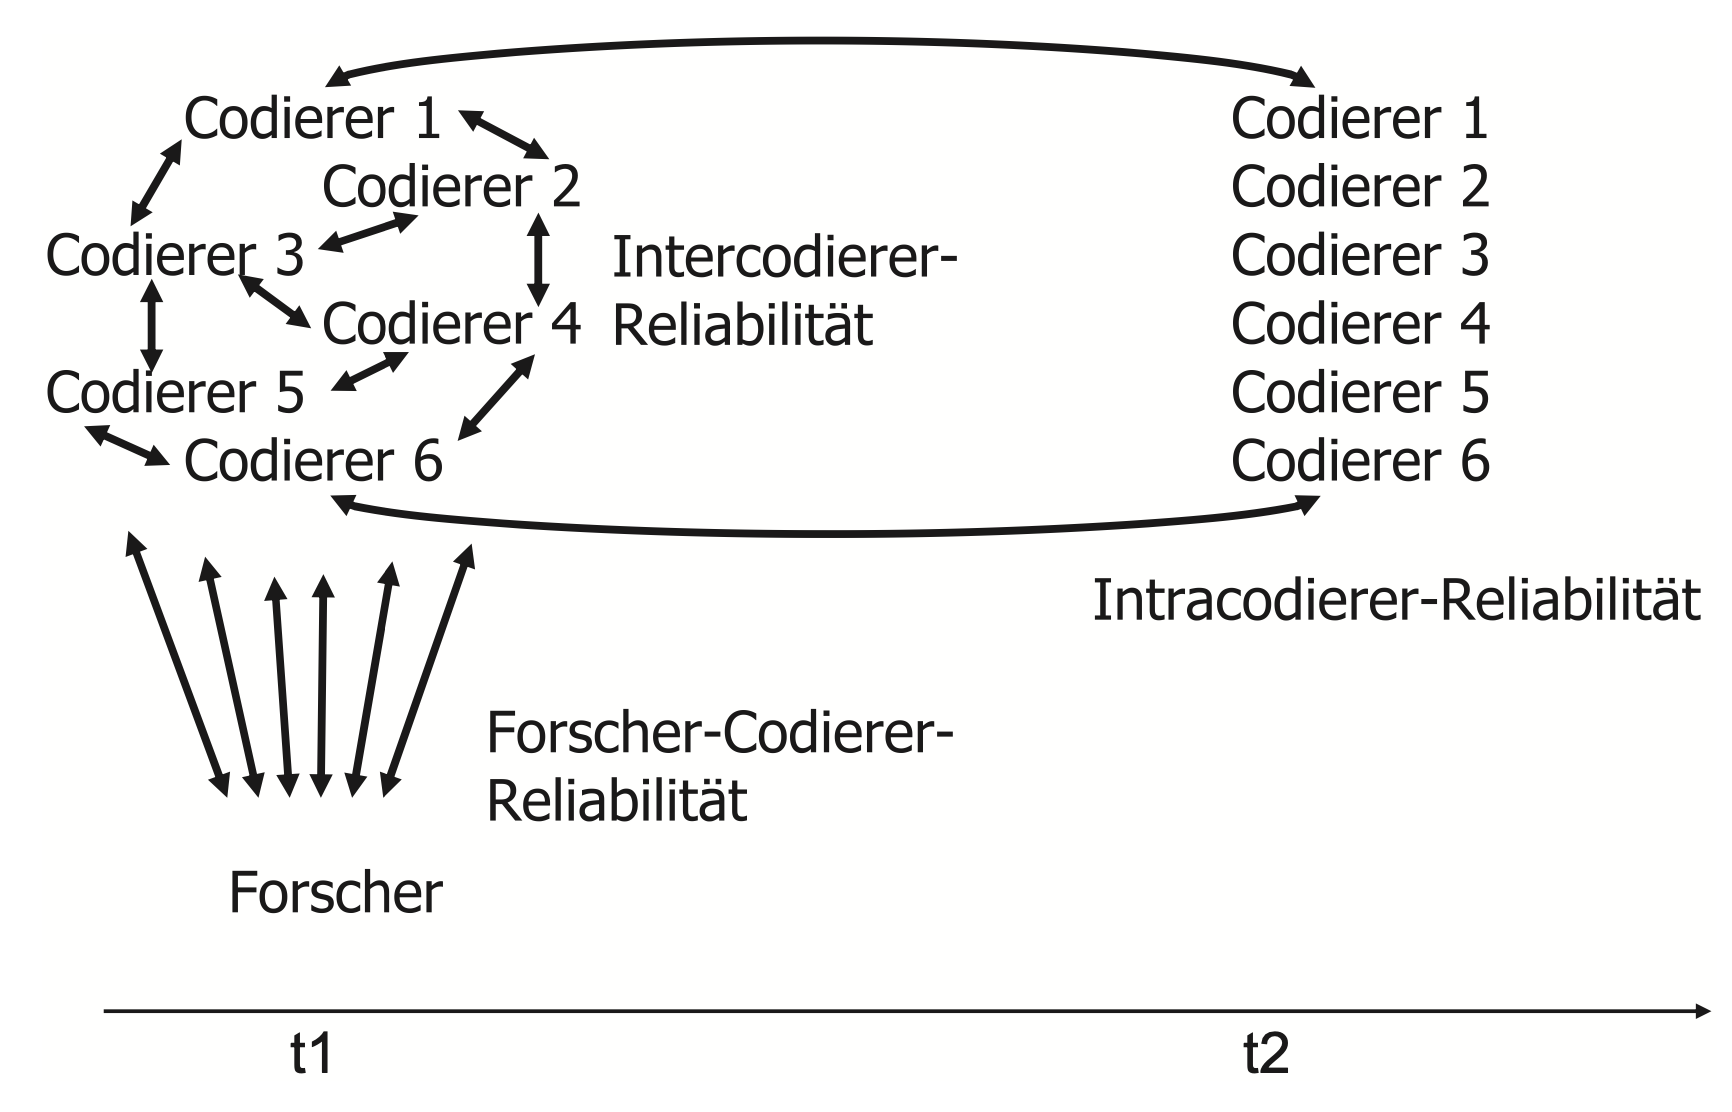 Codierer 1
Codierer 2
Codierer 3
Codierer 4
Codierer 5
Codierer 6
Intercodierer-
Reliabilität
Codierer 1
Codierer 2
Codierer 3
Codierer 4
Codierer 5
Codierer 6
Intracodierer-Reliabilität
Forscher-Codierer-
Reliabilität
Forscher
t1
t2